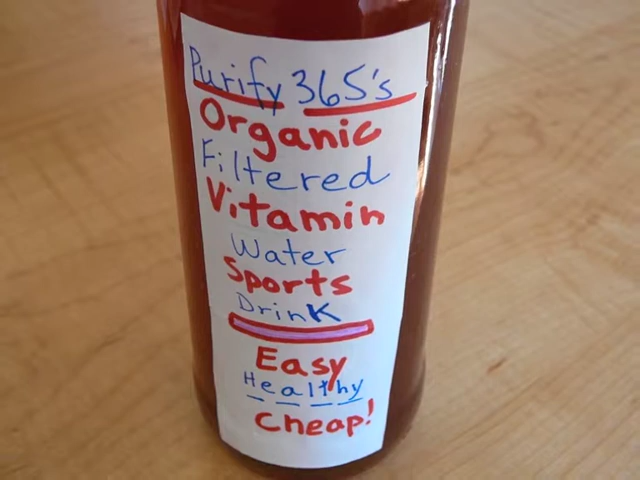 Purify 365's
Organic
Filtered
Vitamin
Water
Sports
Drink
Easy
Healthy
Cheap!